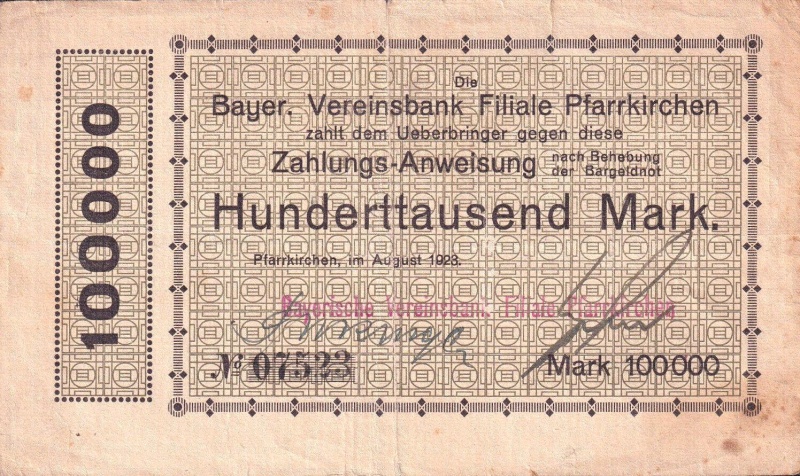 100000
Die
Bayer. Vereinsbank Filiale Pfarrkirchen
zahlt dem Ueberbringer gegen diese
Zahlungs-Anweisung nach Behebung
der Bargeldnot
Hunderttausend Mark.
Pfarrkirchen, im August 1923.
Bayerische Vereinsbank Filiale Pfarrkirchen
№ 07523
Mark 100000